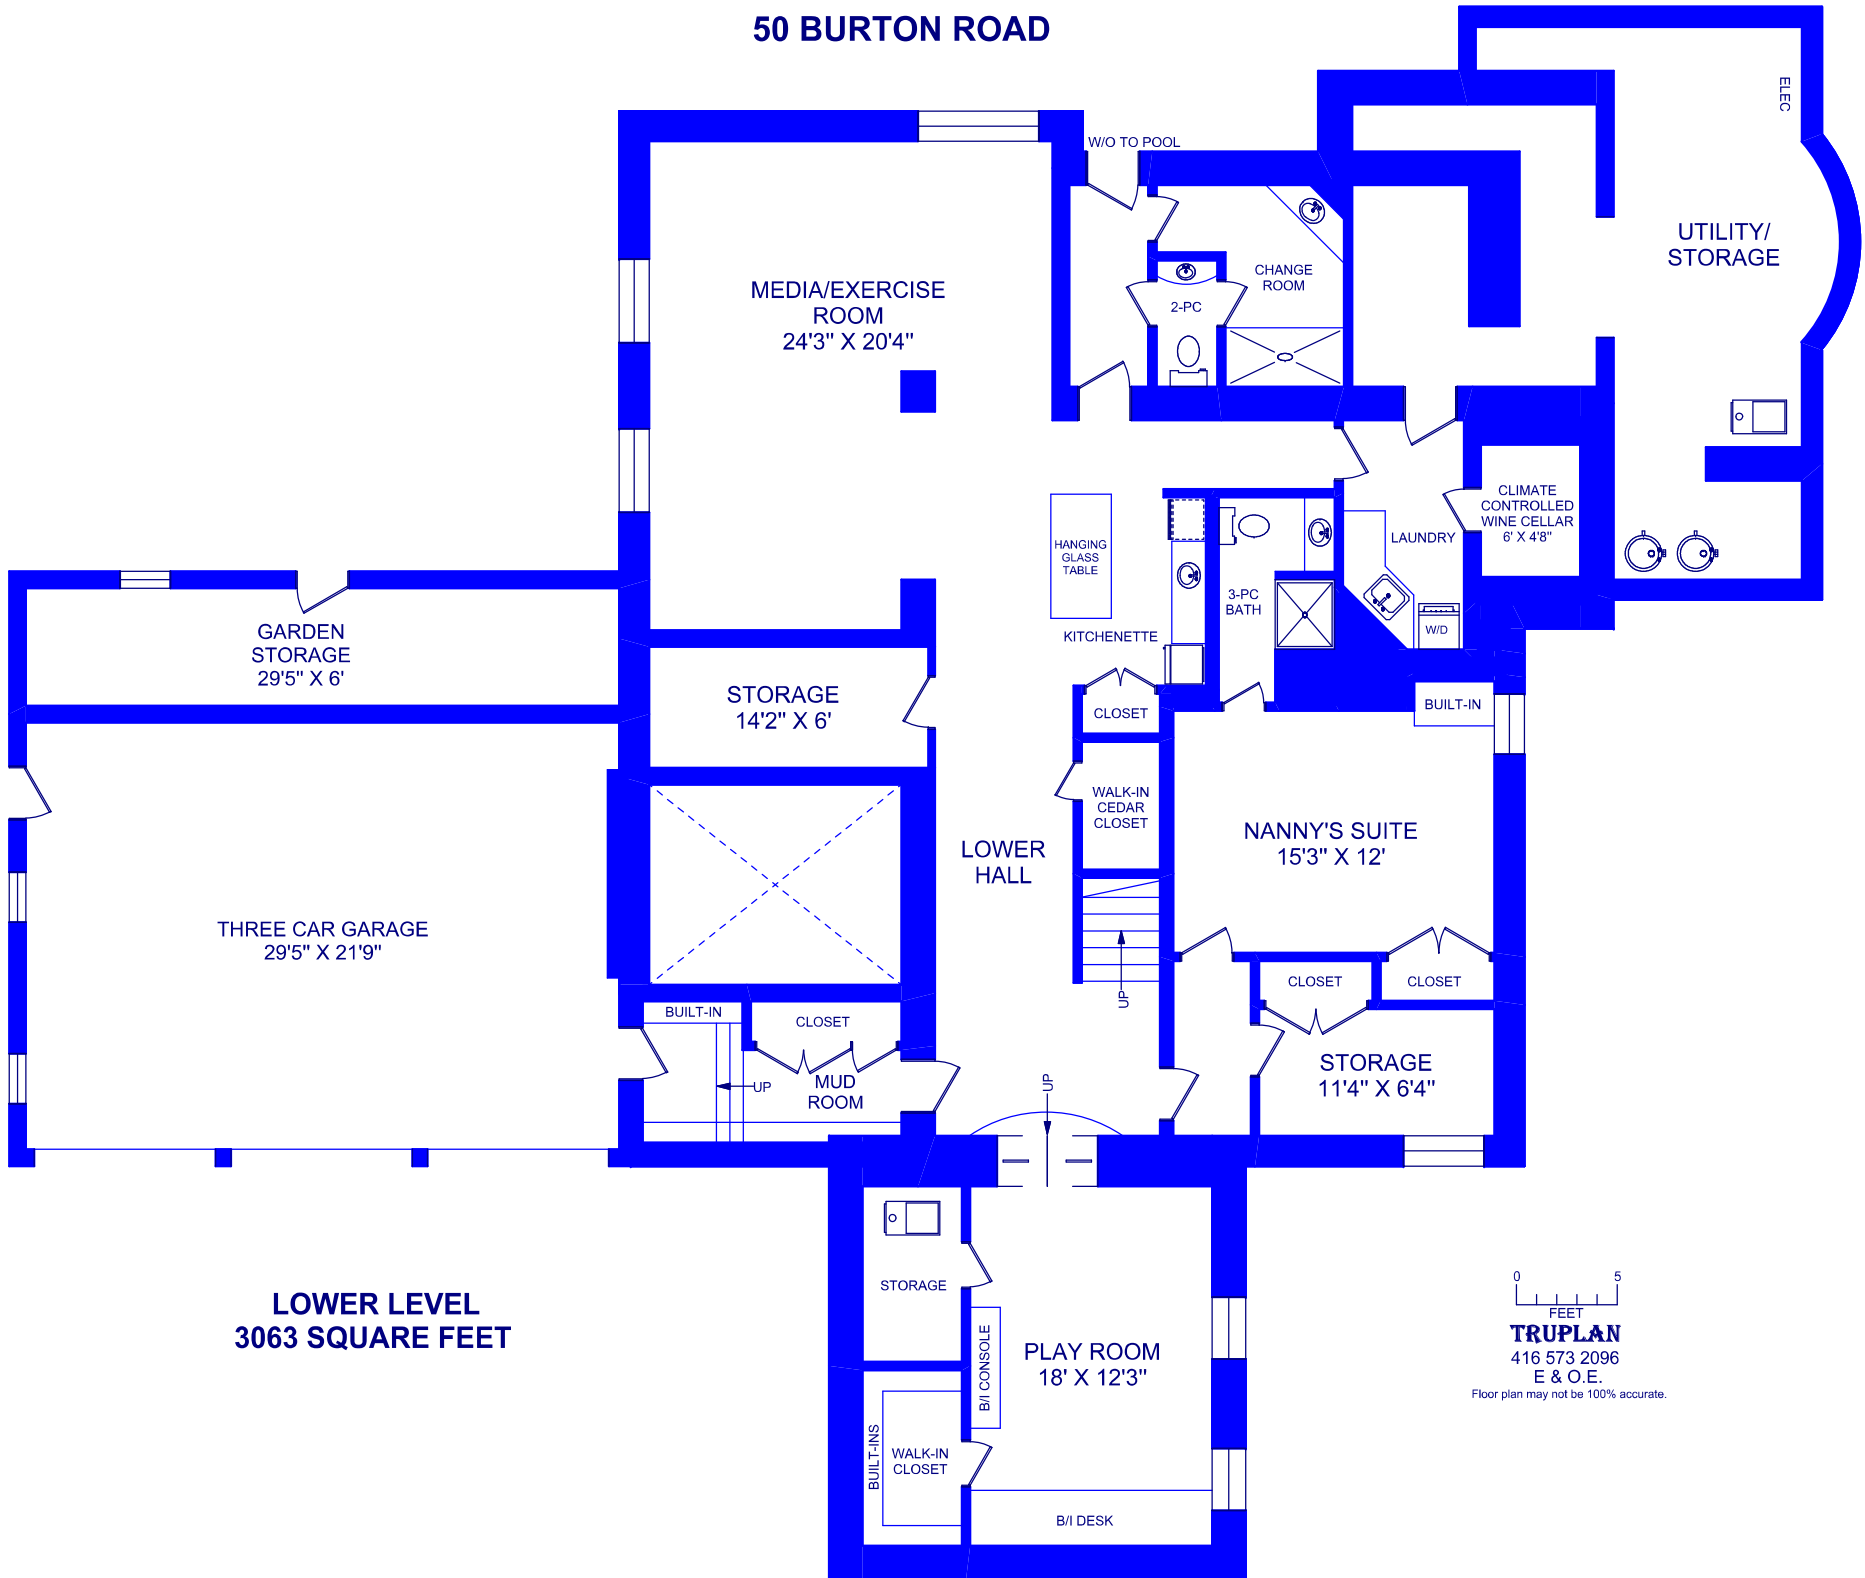 50 BURTON ROAD
ELEC
W/O TO POOL
UTILITY/
STORAGE
CHANGE
ROOM
2-PC
MEDIA/EXERCISE
ROOM
24'3" X 20'4"
CLIMATE
CONTROLLED
WINE CELLAR
6' X 4'8"
LAUNDRY
HANGING
GLASS
TABLE
3-PC
BATH
W/D
KITCHENETTE
GARDEN
STORAGE
29'5" X 6'
STORAGE
14'2" X 6'
CLOSET
BUILT-IN
WALK-IN
CEDAR
CLOSET
NANNY'S SUITE
15'3" X 12'
LOWER
HALL
THREE CAR GARAGE
29'5" X 21'9"
UP
CLOSET
CLOSET
BUILT-IN
CLOSET
STORAGE
11'4" X 6'4"
UP
MUD
ROOM
UP
STORAGE
B/I CONSOLE
PLAY ROOM
18' X 12'3"
BUILT-INS
WALK-IN
CLOSET
B/I DESK
LOWER LEVEL
3063 SQUARE FEET
0 5
FEET
TRUPLAN
416 573 2096
E & O.E.
Floor plan may not be 100% accurate.